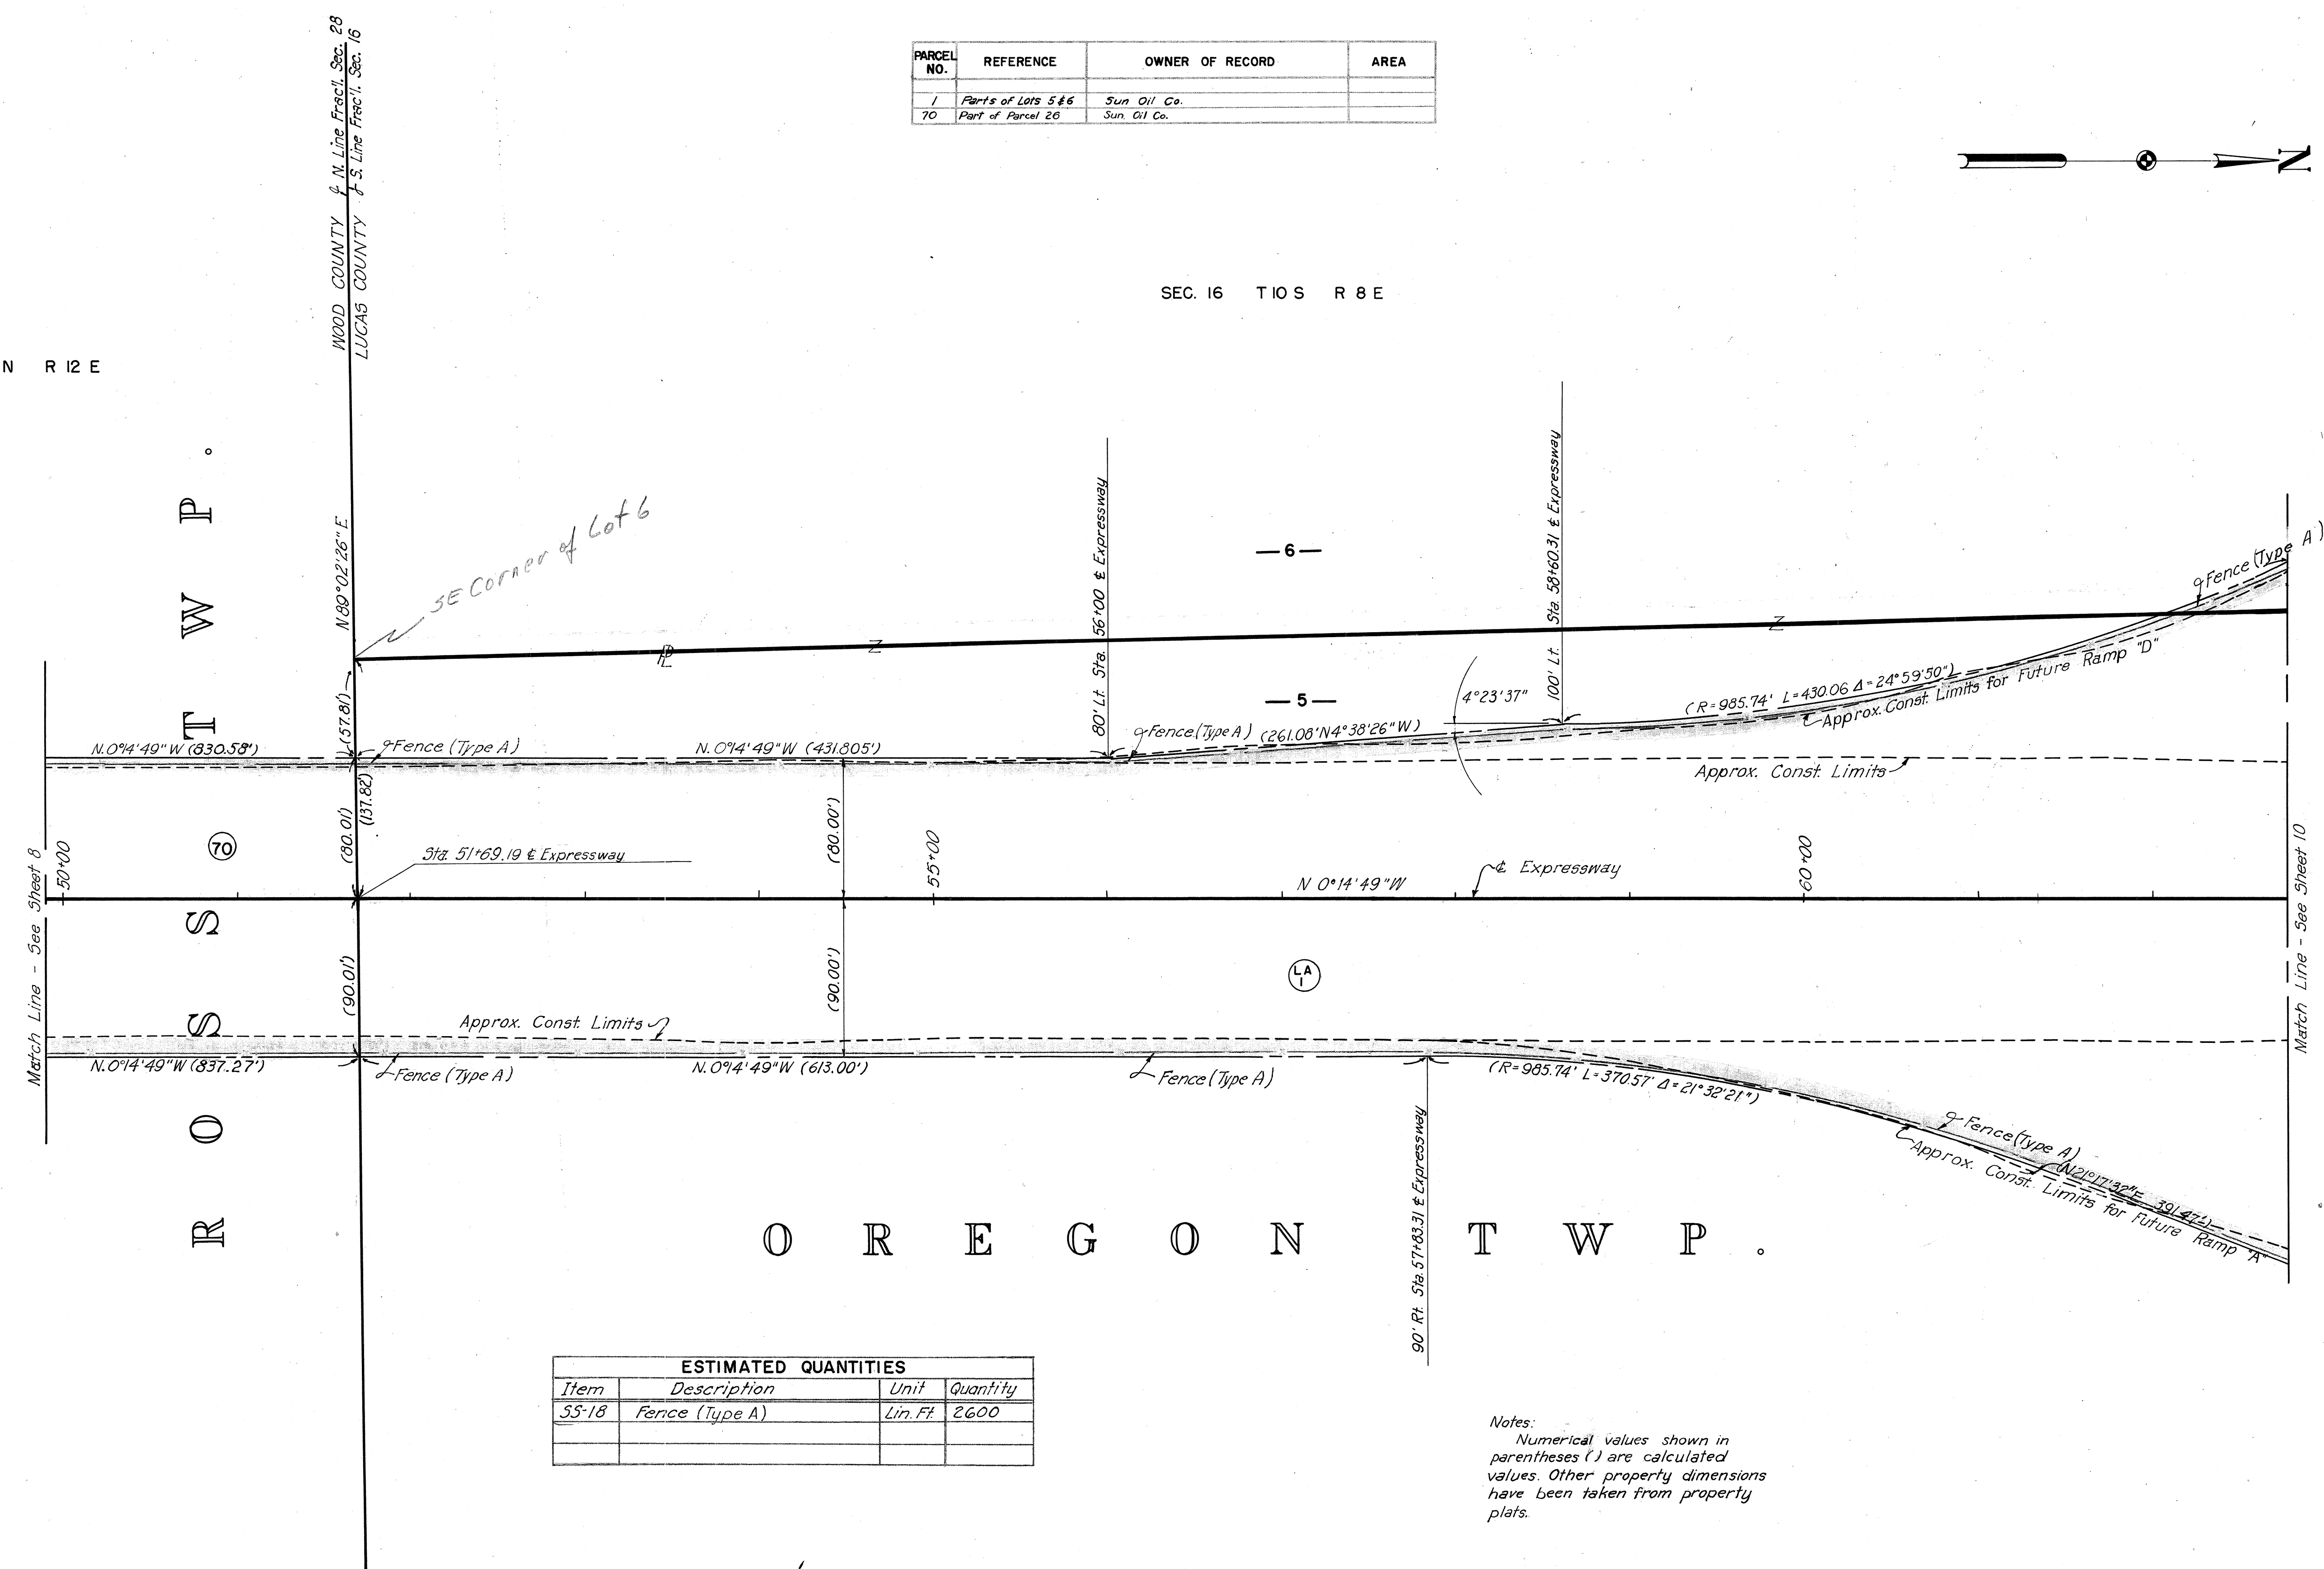 PARCEL NO. REFERENCE OWNER OF RECORD AREA
1 Parts of Lots 5&6 Sun Oil Co.
70 Part of Parcel 26 Sun Oil Co.
N
WOOD COUNTY & N. Line Frac'l. Sec. 28
LUCAS COUNTY & S. Line Frac'l. Sec. 16
SEC. 16 T10 S R 8 E
N R 12 E
SE Corner of Lot 6
N89°02'26"E
80' Lt. Sta. 56+00 ℄ Expressway
100' Lt. Sta. 58+60.31 ℄ Expressway
— 6 —
Fence (Type A)
℄
— 5 —
4°23'37"
(R=985.74' L=430.06 Δ=24°59'50")
Approx. Const. Limits for Future Ramp "D"
(57.81')
N.0°14'49"W (830.58')
Fence (Type A)
N.0°14'49"W (431.805')
Fence (Type A)
(261.08' N4°38'26"W)
Approx. Const. Limits
(80.01')
(137.82)
(80.00')
70
Sta. 51+69.19 ℄ Expressway
50+00
55+00
60+00
N 0°14'49"W
℄ Expressway
Match Line - See Sheet 8
Match Line - See Sheet 10
(90.01')
(90.00')
LA
1
Approx. Const. Limits
N.0°14'49"W (837.27')
Fence (Type A)
N.0°14'49"W (613.00')
Fence (Type A)
(R=985.74' L=370.57' Δ=21°32'21")
Fence (Type A)
(N21°17'32"E 391.47')
Approx. Const. Limits for Future Ramp "A"
90' Rt. Sta. 57+83.31 ℄ Expressway
ROSS TWP.
OREGON TWP.
ESTIMATED QUANTITIES
Item Description Unit Quantity
SS-18 Fence (Type A) Lin. Ft. 2600
Notes:
Numerical values shown in
parentheses () are calculated
values. Other property dimensions
have been taken from property
plats.